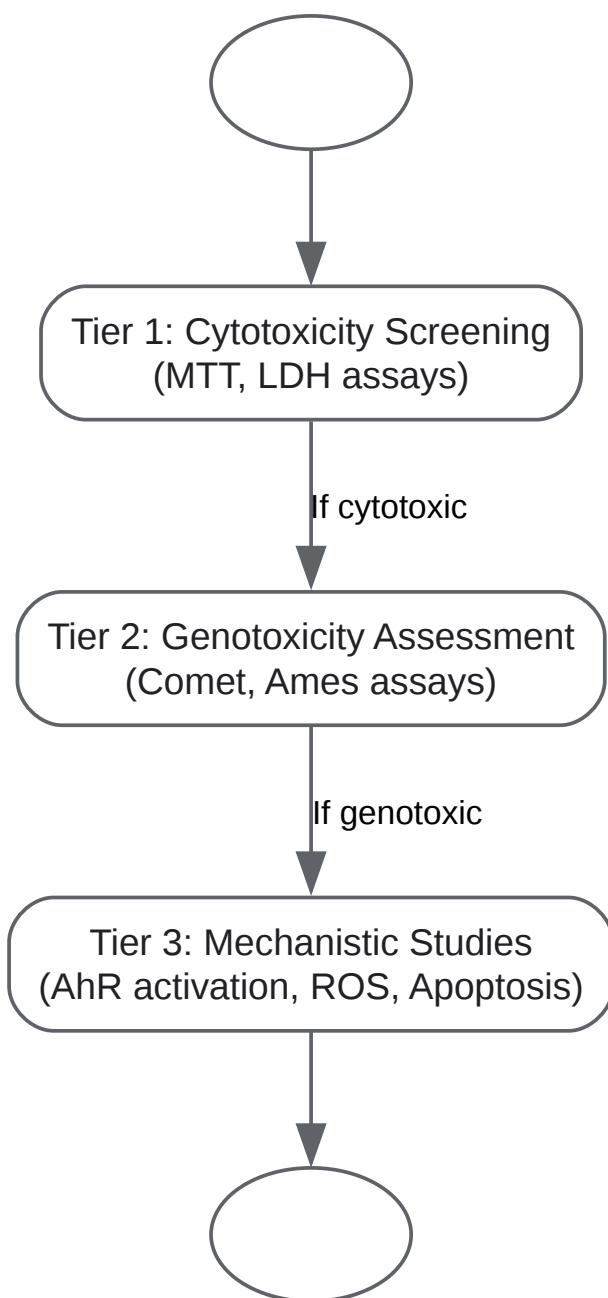 Tier 1: Cytotoxicity Screening
(MTT, LDH assays)
If cytotoxic
Tier 2: Genotoxicity Assessment
(Comet, Ames assays)
If genotoxic
Tier 3: Mechanistic Studies
(AhR activation, ROS, Apoptosis)